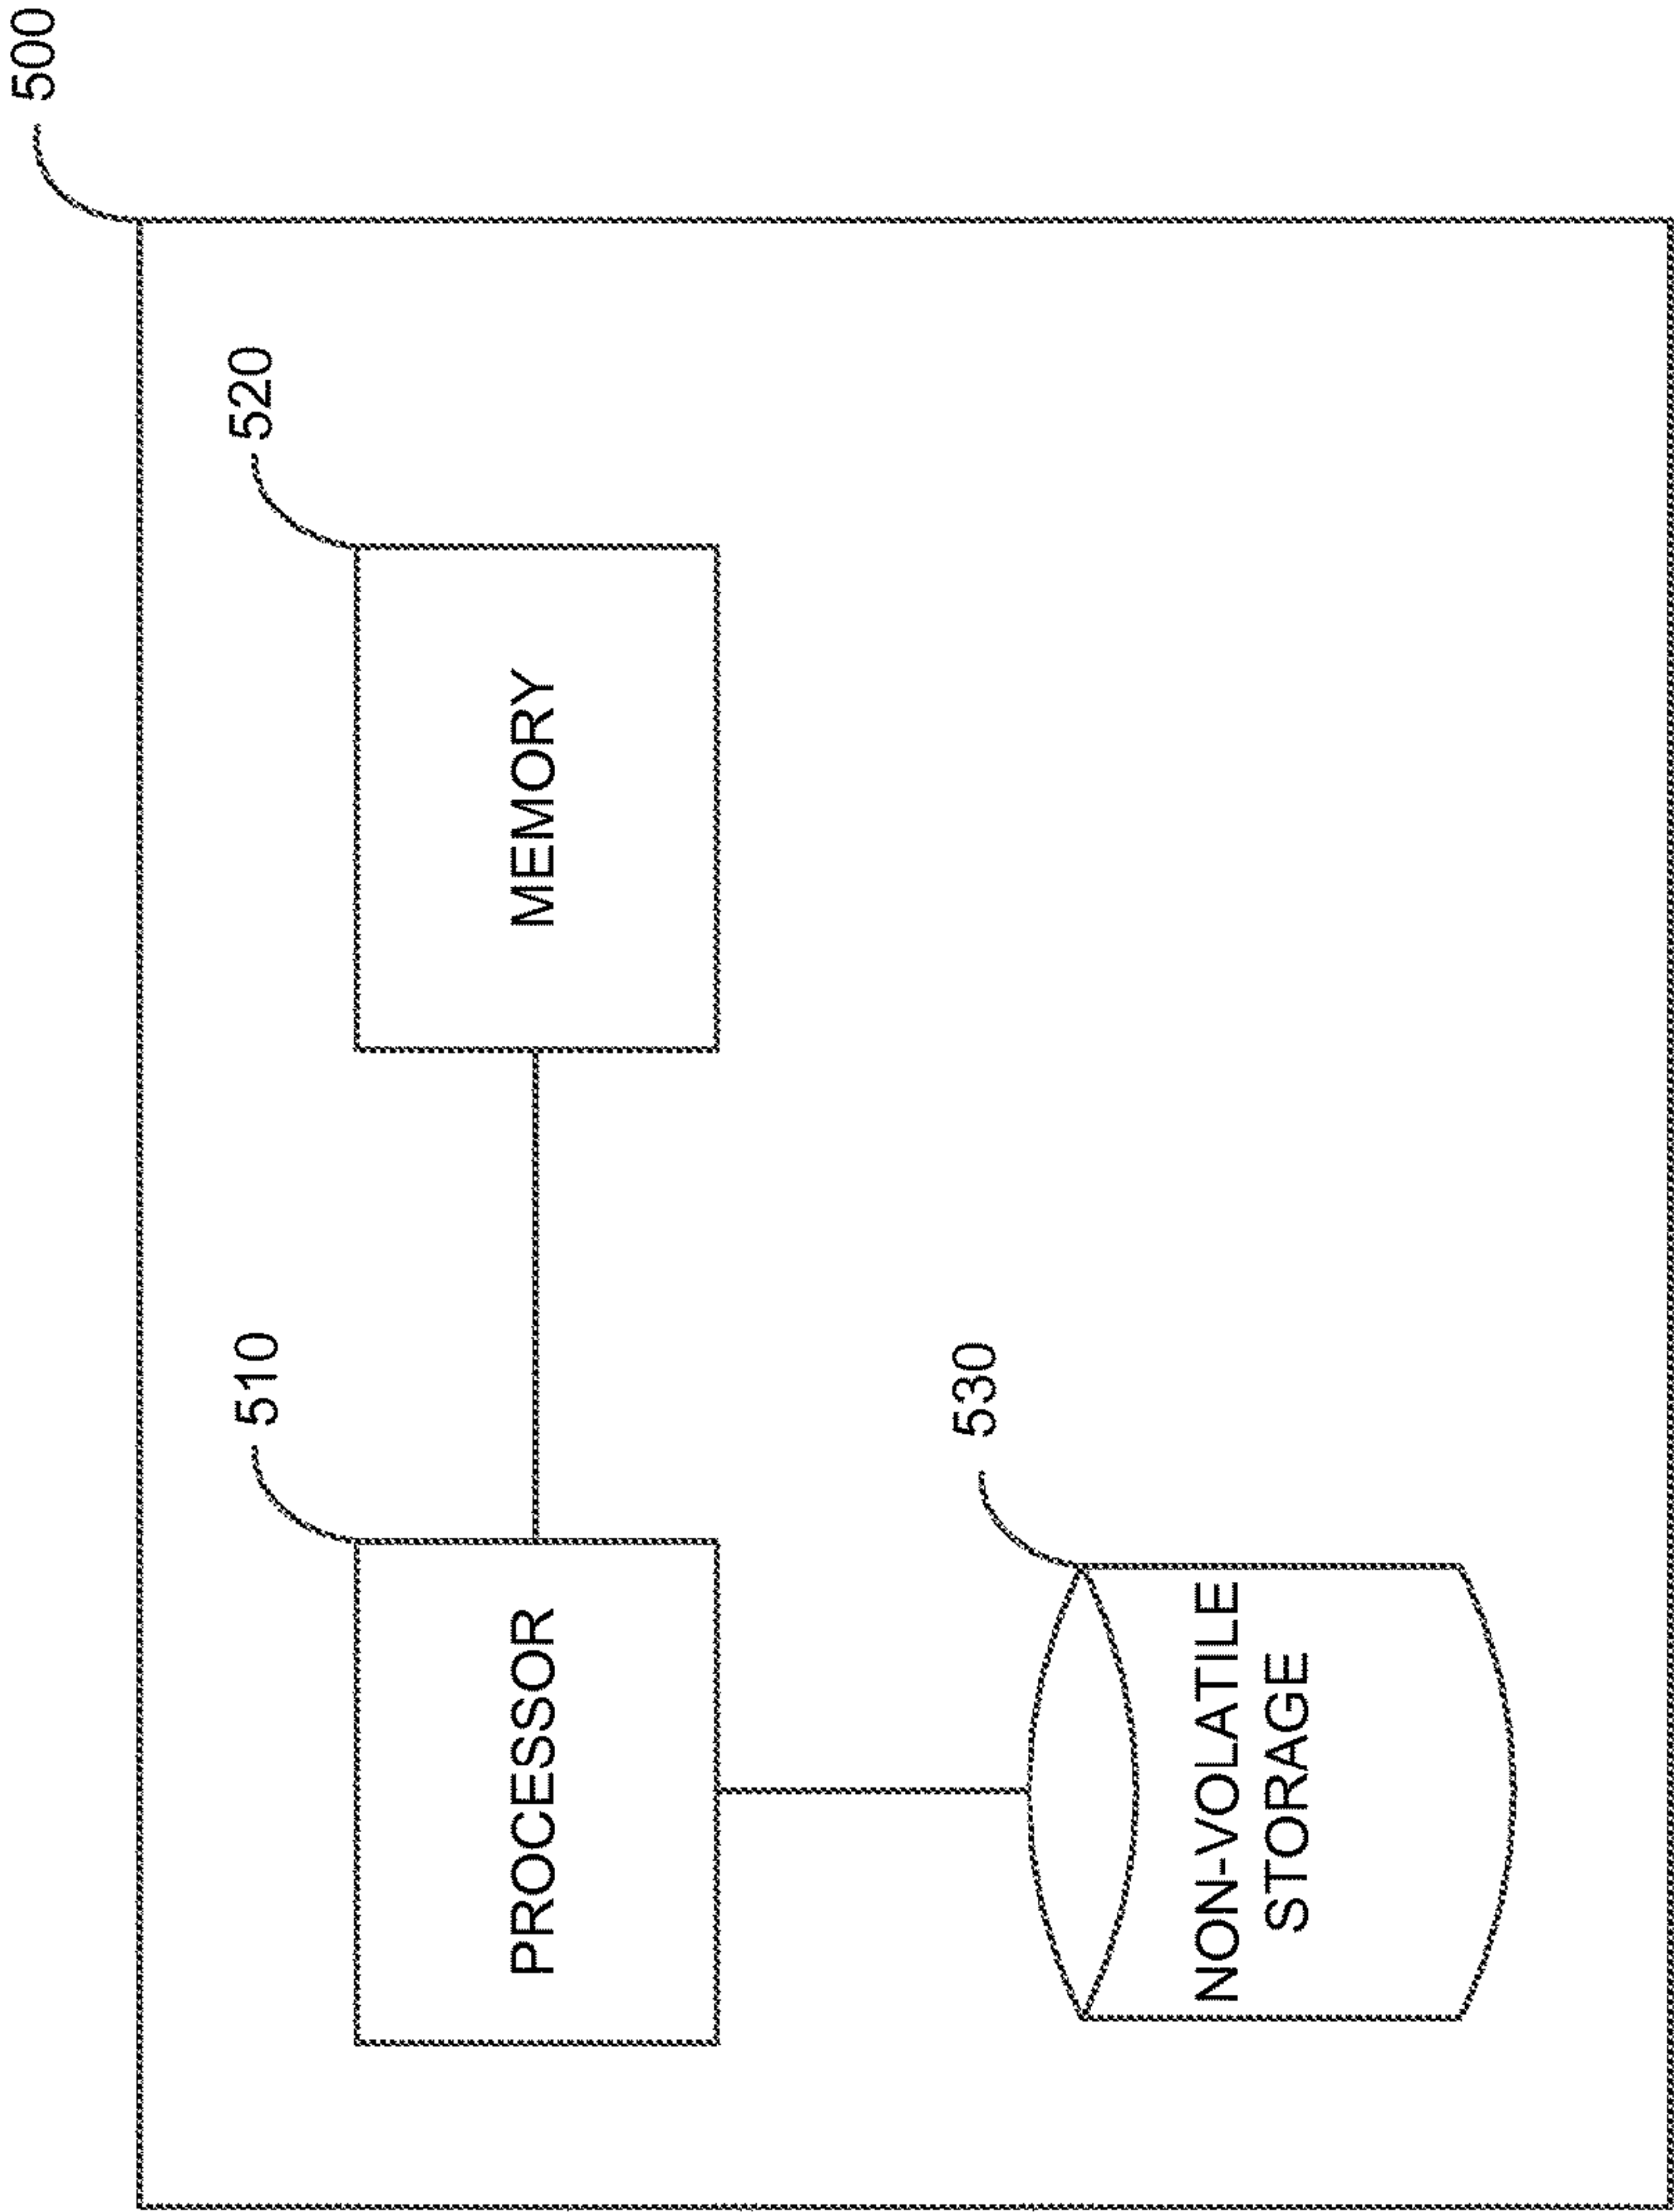 500
510
520
PROCESSOR
MEMORY
530
NON-VOLATILE
STORAGE